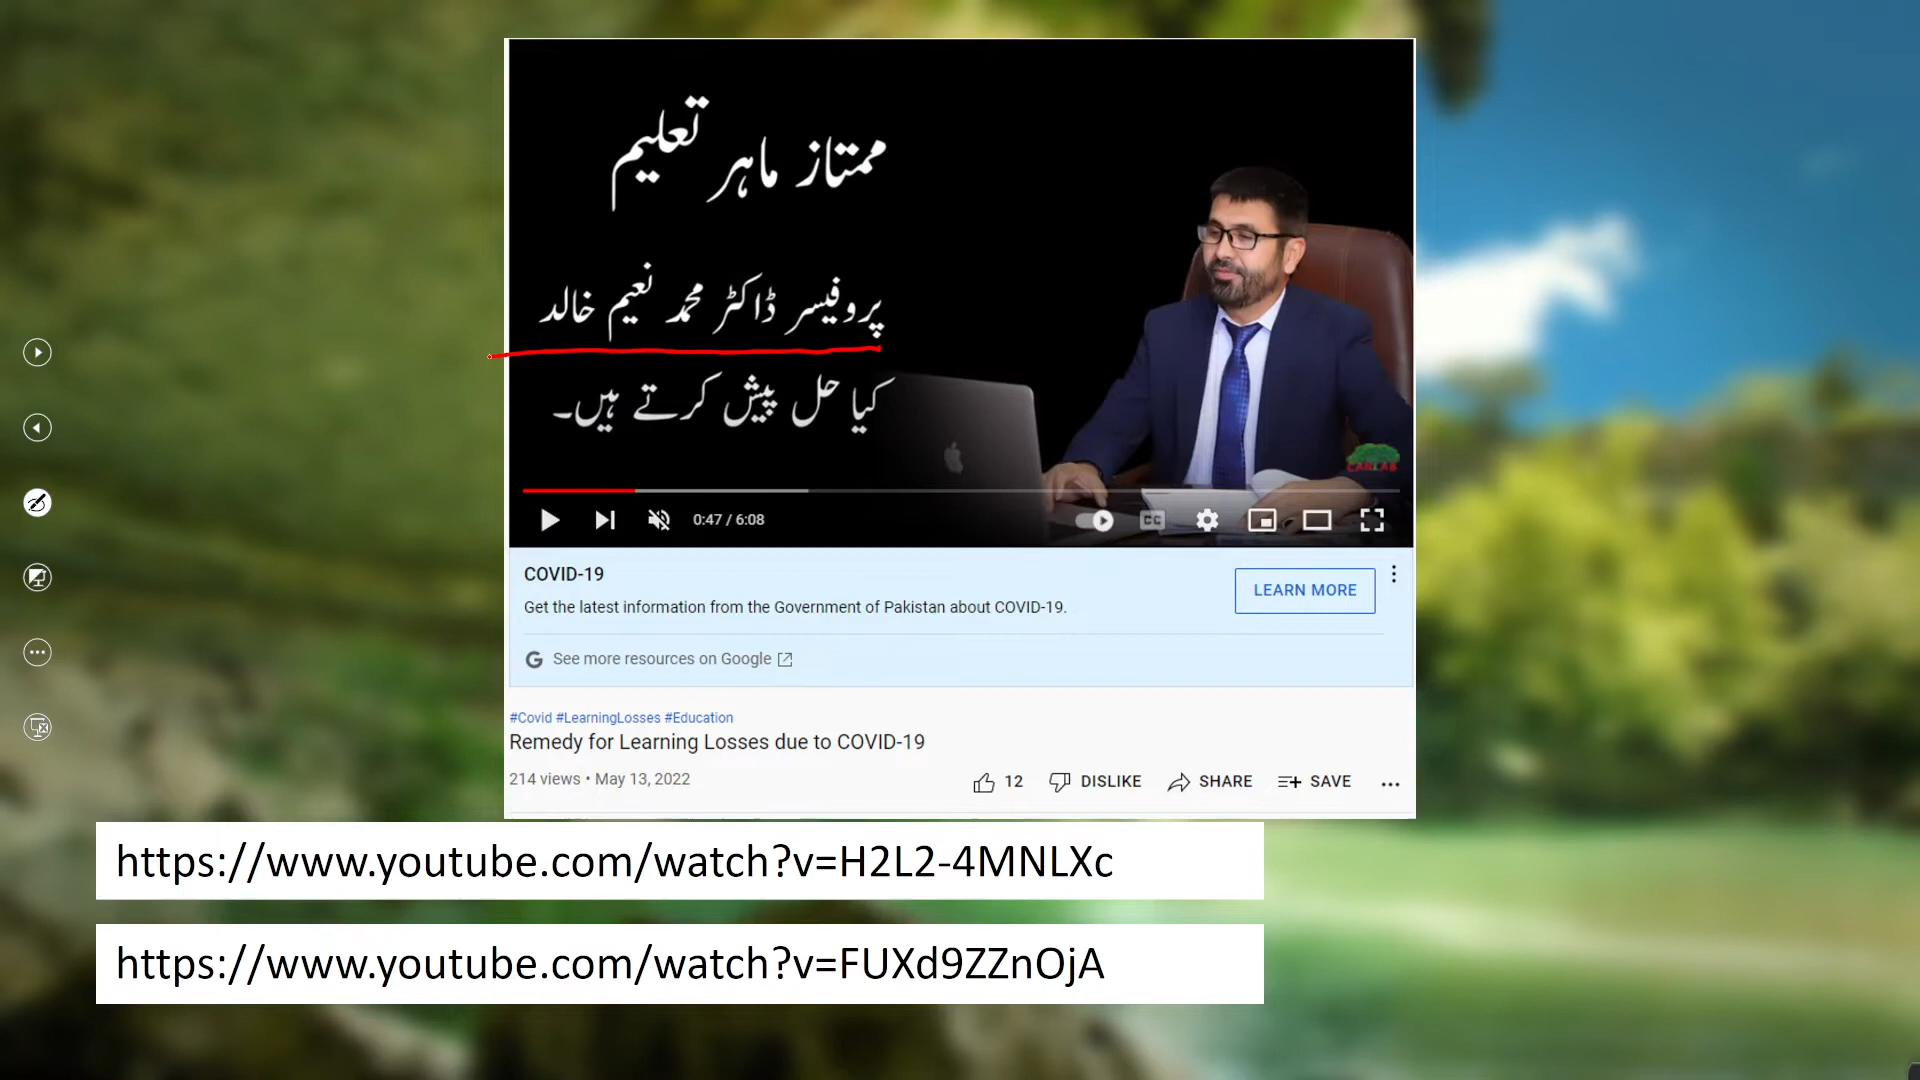 ممتاز ماہر تعلیم
پروفیسر ڈاکٹر محمد نعیم خالد
کیا حل پیش کرتے ہیں۔
CARLAB
0:47 / 6:08
CC
COVID-19
LEARN MORE
Get the latest information from the Government of Pakistan about COVID-19.
G See more resources on Google
#Covid #LearningLosses #Education
Remedy for Learning Losses due to COVID-19
214 views • May 13, 2022
12 DISLIKE SHARE SAVE
https://www.youtube.com/watch?v=H2L2-4MNLXc
https://www.youtube.com/watch?v=FUXd9ZZnOjA